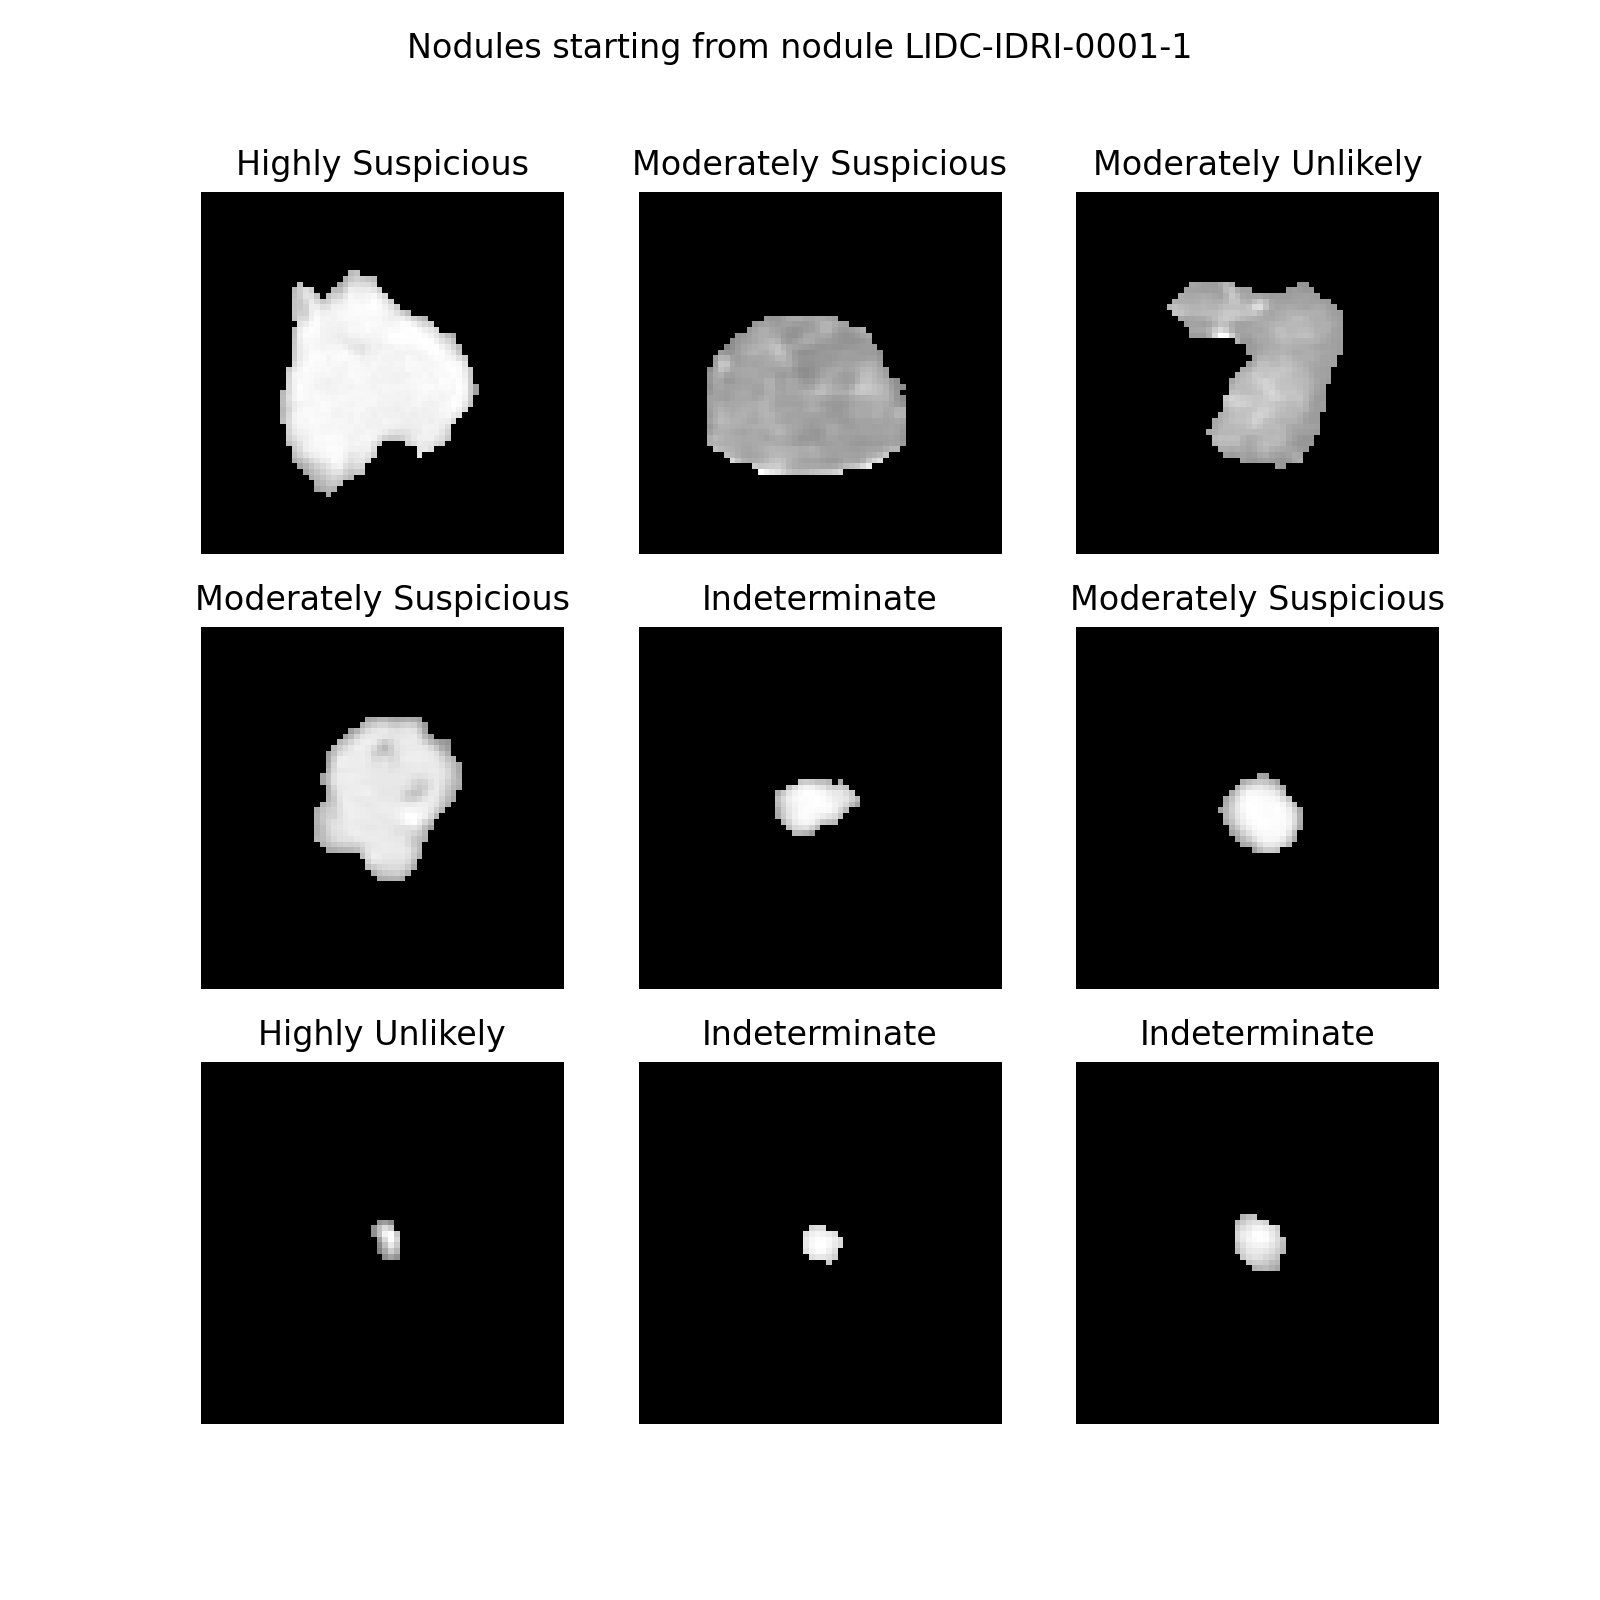 Nodules starting from nodule LIDC-IDRI-0001-1
Highly Suspicious
Moderately Suspicious
Moderately Unlikely
Moderately Suspicious
Indeterminate
Moderately Suspicious
Highly Unlikely
Indeterminate
Indeterminate